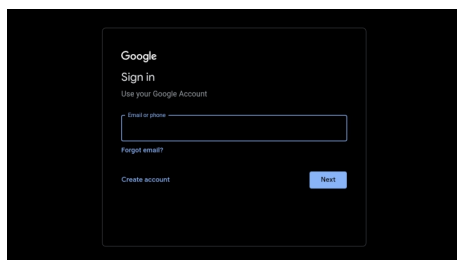 Google
Sign in
Use your Google Account
Email or phone
Forgot email?
Create account
Next